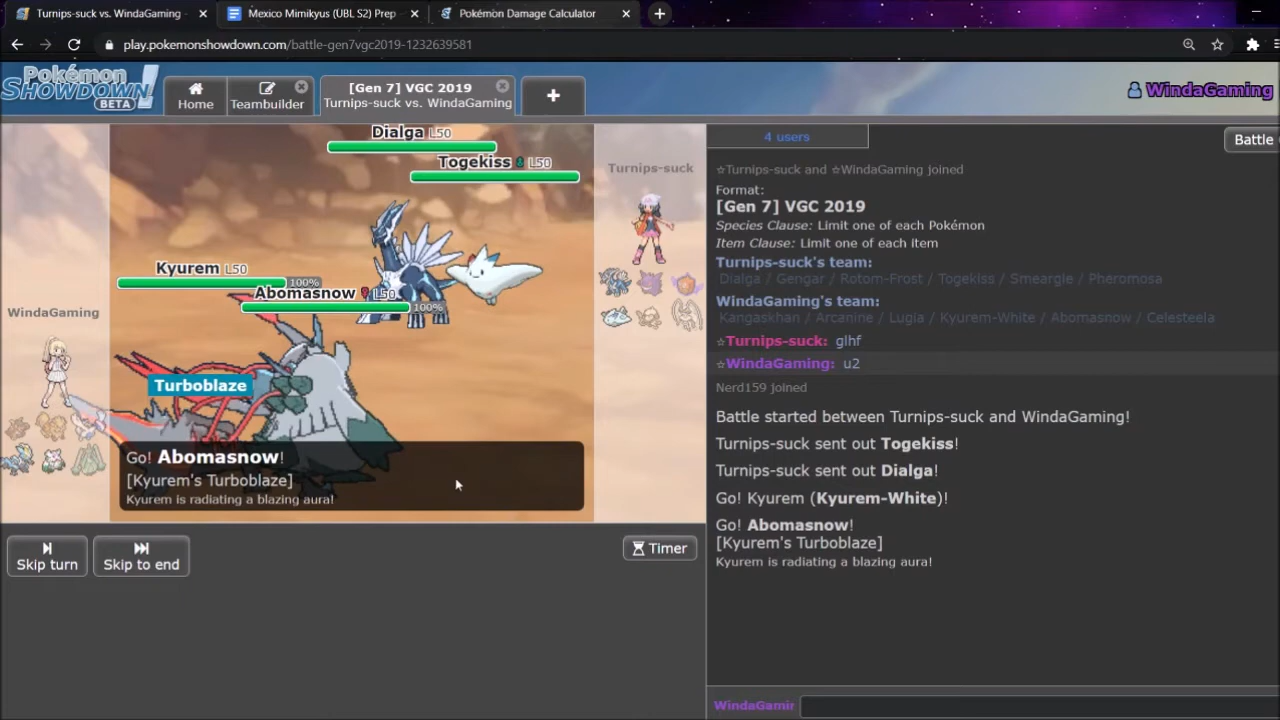 Turnips-suck vs. WindaGaming
Mexico Mimikyus (UBL S2) Prep
Pokémon Damage Calculator
play.pokemonshowdown.com/battle-gen7vgc2019-1232639581
Pokémon
SHOWDOWN!
BETA
Home
Teambuilder
[Gen 7] VGC 2019
Turnips-suck vs. WindaGaming
WindaGaming
Dialga L50
Togekiss L50
Kyurem L50
100%
Abomasnow L50
100%
WindaGaming
Turnips-suck
Turboblaze
Go! Abomasnow!
[Kyurem's Turboblaze]
Kyurem is radiating a blazing aura!
Skip turn
Skip to end
Timer
4 users
Battle
☆Turnips-suck and ☆WindaGaming joined
Format:
[Gen 7] VGC 2019
Species Clause: Limit one of each Pokémon
Item Clause: Limit one of each item
Turnips-suck's team:
Dialga / Gengar / Rotom-Frost / Togekiss / Smeargle / Pheromosa
WindaGaming's team:
Kangaskhan / Arcanine / Lugia / Kyurem-White / Abomasnow / Celesteela
☆Turnips-suck: glhf
☆WindaGaming: u2
Nerd159 joined
Battle started between Turnips-suck and WindaGaming!
Turnips-suck sent out Togekiss!
Turnips-suck sent out Dialga!
Go! Kyurem (Kyurem-White)!
Go! Abomasnow!
[Kyurem's Turboblaze]
Kyurem is radiating a blazing aura!
WindaGamin